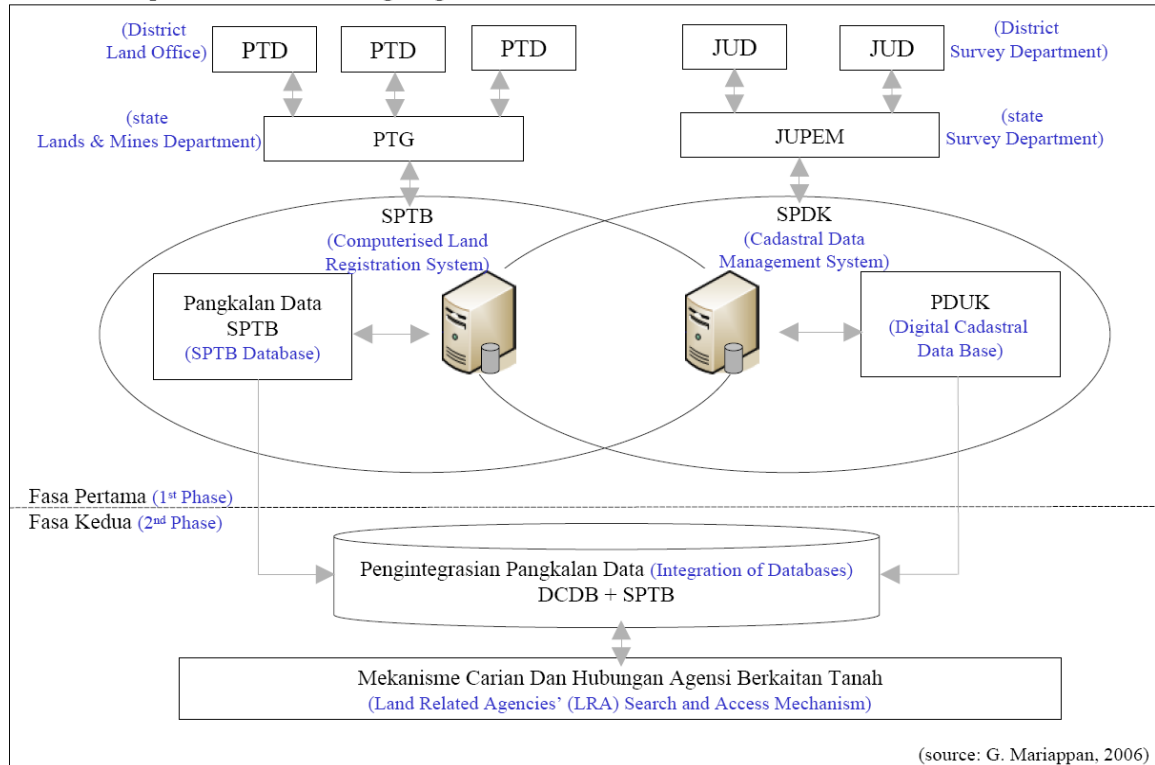 (District
Land Office)
PTD
PTD
PTD
JUD
JUD
(District
Survey Department)
(state
Lands & Mines Department)
PTG
JUPEM
(state
Survey Department)
SPTB
(Computerised Land
Registration System)
SPDK
(Cadastral Data
Management System)
Pangkalan Data
SPTB
(SPTB Database)
PDUK
(Digital Cadastral
Data Base)
Fasa Pertama (1st Phase)
Fasa Kedua (2nd Phase)
Pengintegrasian Pangkalan Data (Integration of Databases)
DCDB + SPTB
Mekanisme Carian Dan Hubungan Agensi Berkaitan Tanah
(Land Related Agencies' (LRA) Search and Access Mechanism)
(source: G. Mariappan, 2006)